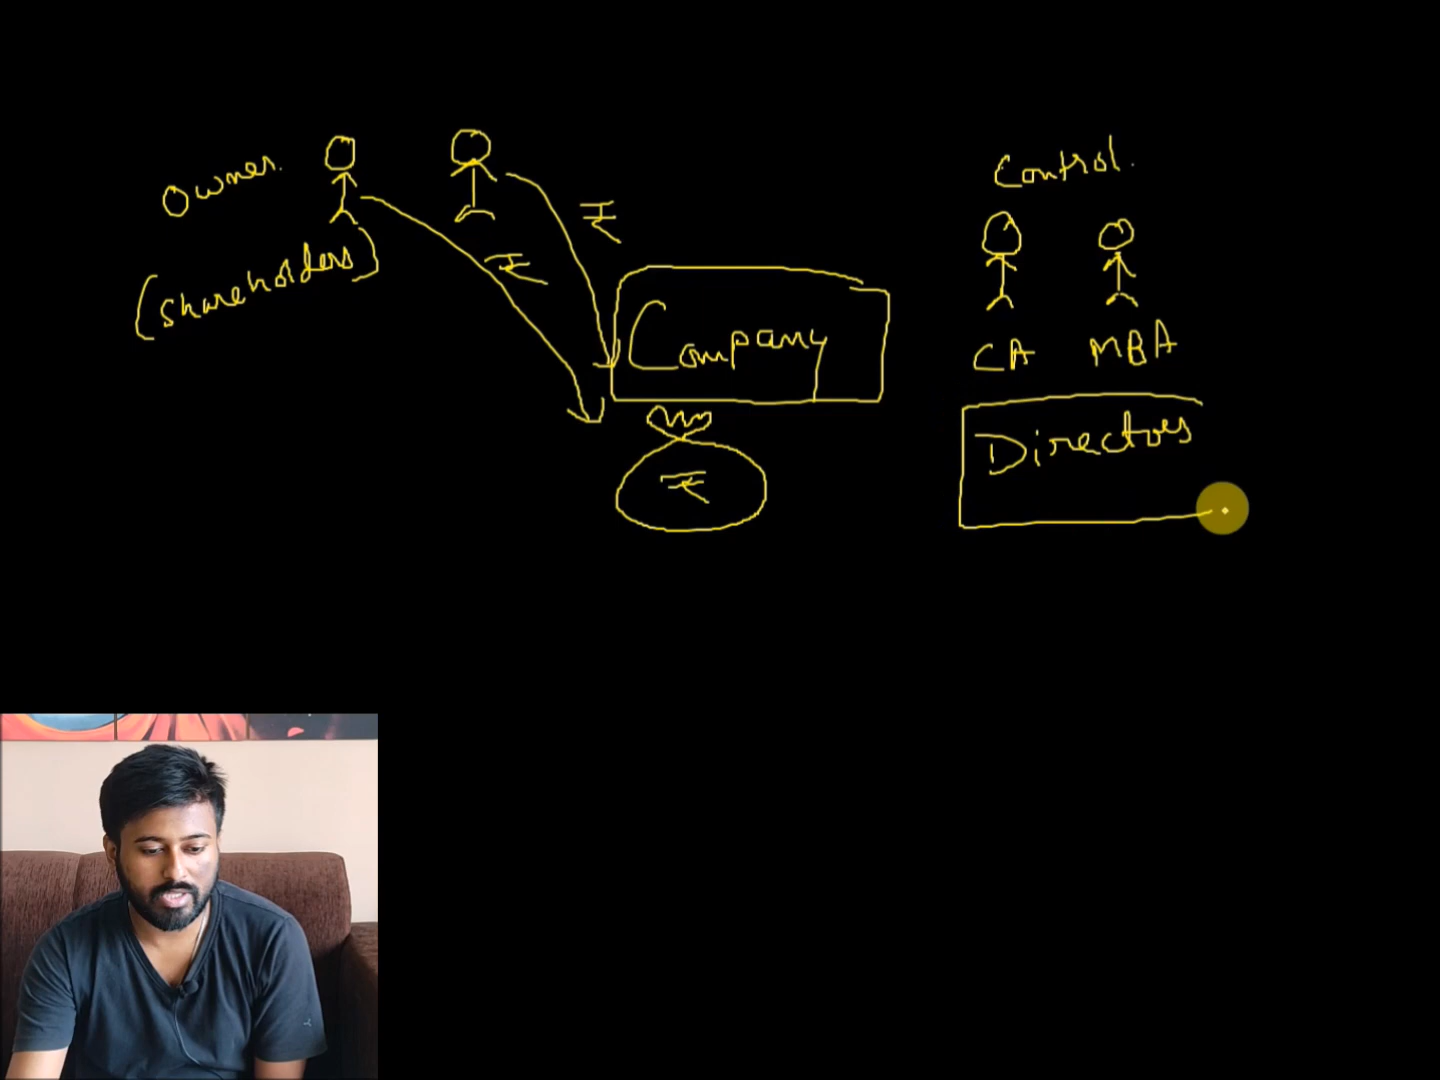 Owner.
(Shareholders)
₹
₹
Company
₹
Control.
CA MBA
Directors